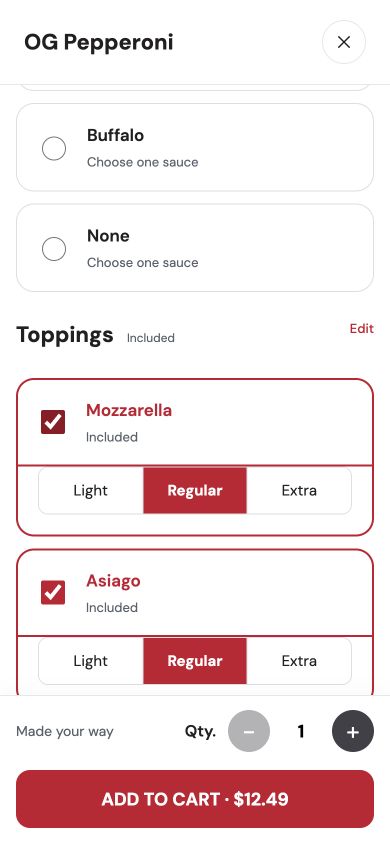 OG Pepperoni
Buffalo
Choose one sauce
None
Choose one sauce
Toppings Included Edit
Mozzarella
Included
Light Regular Extra
Asiago
Included
Light Regular Extra
Made your way Qty. 1
ADD TO CART · $12.49